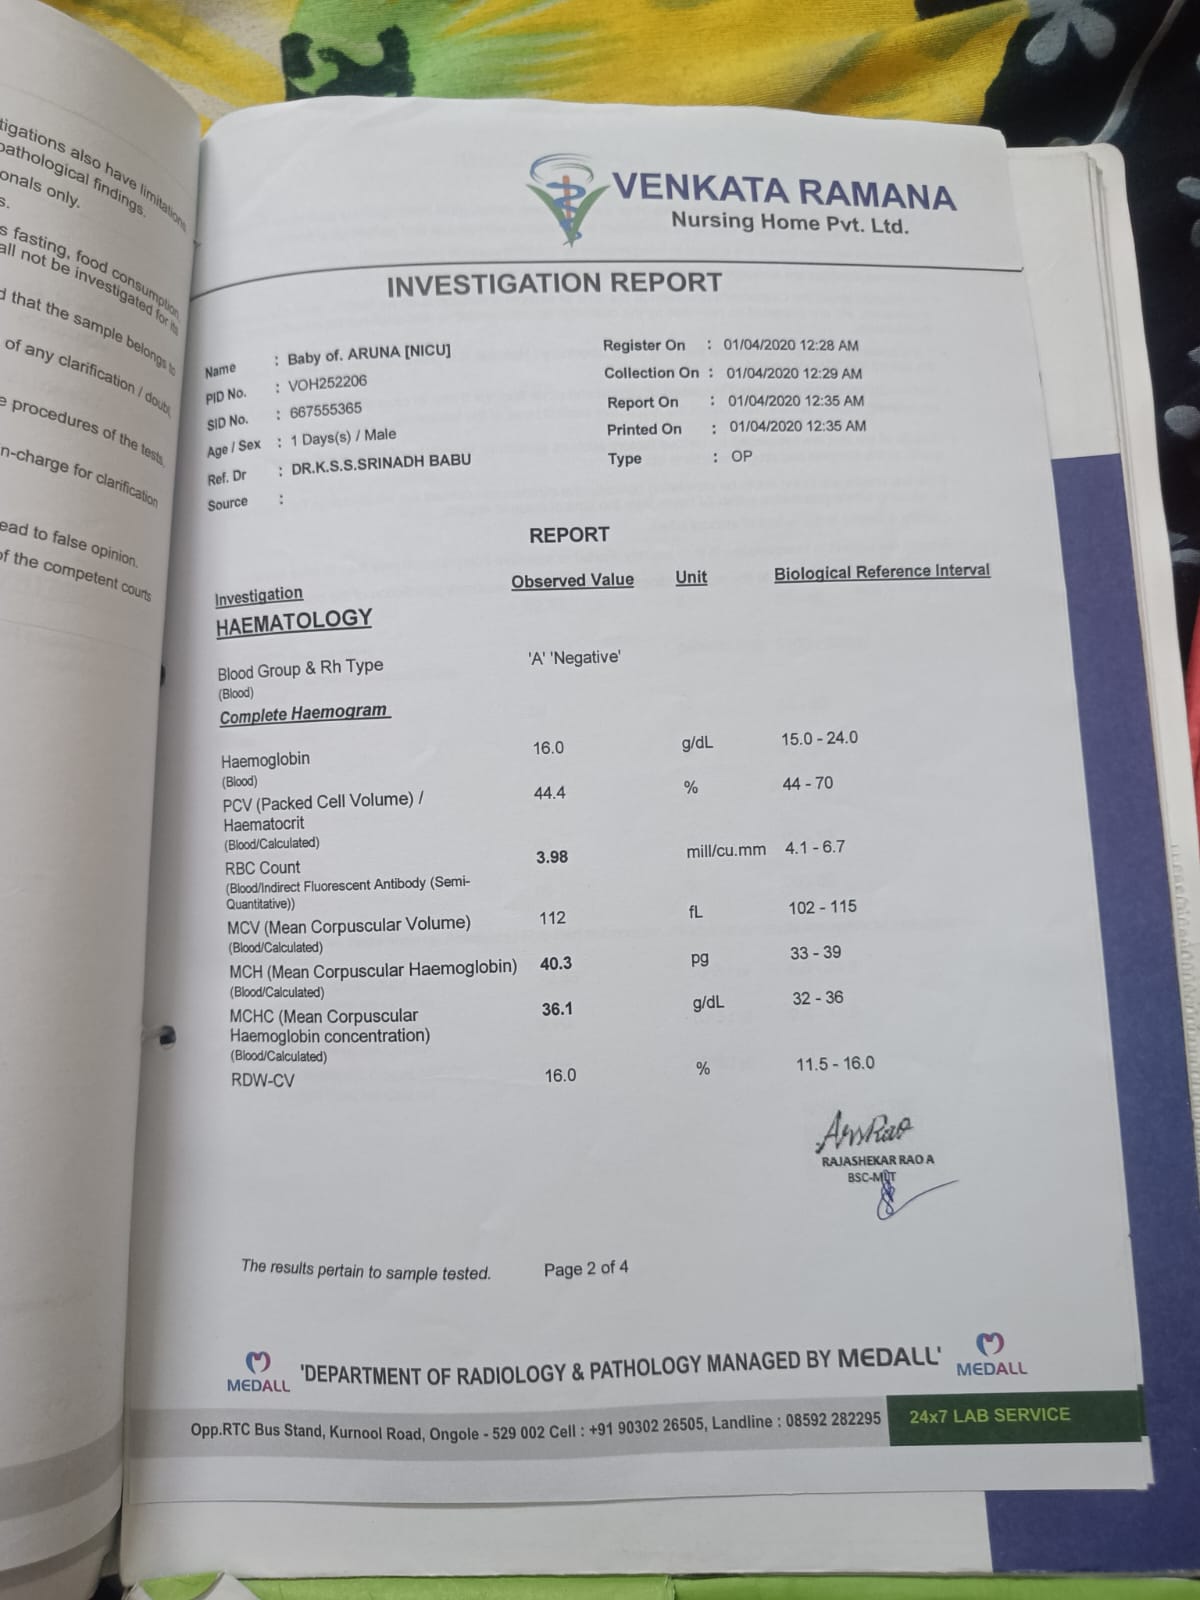 tigations also have limitations
pathological findings.
onals only.
s.
s fasting, food consumption,
all not be investigated for its
d that the sample belongs to
of any clarification / doubt,
e procedures of the tests,
n-charge for clarification
ead to false opinion.
of the competent courts
VENKATA RAMANA
Nursing Home Pvt. Ltd.
INVESTIGATION REPORT
Name : Baby of. ARUNA [NICU] Register On : 01/04/2020 12:28 AM
PID No. : VOH252206 Collection On : 01/04/2020 12:29 AM
SID No. : 667555365 Report On : 01/04/2020 12:35 AM
Age / Sex : 1 Days(s) / Male Printed On : 01/04/2020 12:35 AM
Ref. Dr : DR.K.S.S.SRINADH BABU Type : OP
Source :
REPORT
Investigation Observed Value Unit Biological Reference Interval
HAEMATOLOGY
Blood Group & Rh Type 'A' 'Negative'
(Blood)
Complete Haemogram
Haemoglobin 16.0 g/dL 15.0 - 24.0
(Blood)
PCV (Packed Cell Volume) / 44.4 % 44 - 70
Haematocrit
(Blood/Calculated)
RBC Count 3.98 mill/cu.mm 4.1 - 6.7
(Blood/Indirect Fluorescent Antibody (Semi-
Quantitative))
MCV (Mean Corpuscular Volume) 112 fL 102 - 115
(Blood/Calculated)
MCH (Mean Corpuscular Haemoglobin) 40.3 pg 33 - 39
(Blood/Calculated)
MCHC (Mean Corpuscular 36.1 g/dL 32 - 36
Haemoglobin concentration)
(Blood/Calculated)
RDW-CV 16.0 % 11.5 - 16.0
RAJASHEKAR RAO A
BSC-MLT
The results pertain to sample tested. Page 2 of 4
MEDALL 'DEPARTMENT OF RADIOLOGY & PATHOLOGY MANAGED BY MEDALL' MEDALL
Opp.RTC Bus Stand, Kurnool Road, Ongole - 529 002 Cell : +91 90302 26505, Landline : 08592 282295 24x7 LAB SERVICE